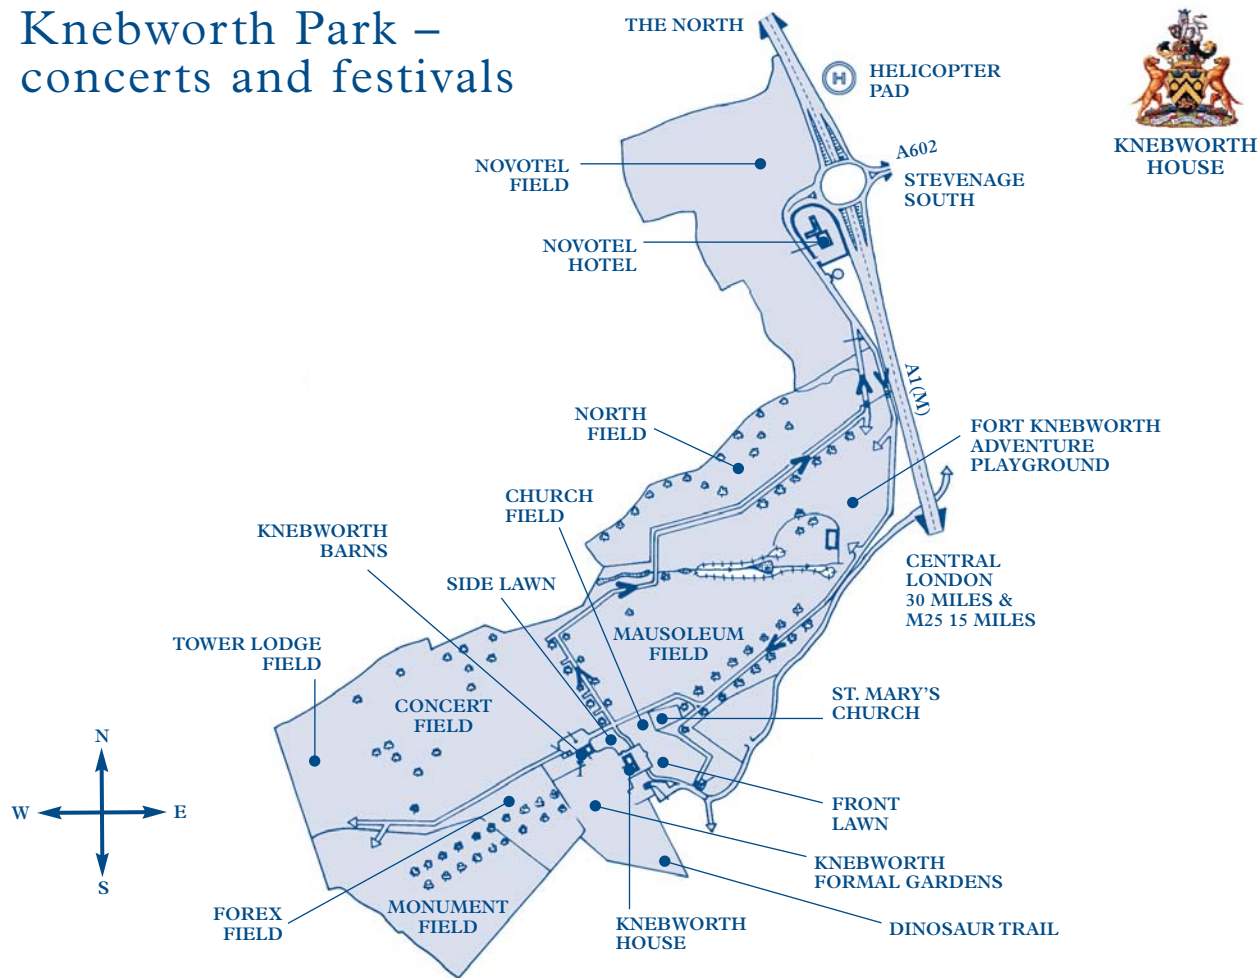 Knebworth Park –
concerts and festivals
THE NORTH
H
HELICOPTER
PAD
KNEBWORTH
HOUSE
A602
STEVENAGE
SOUTH
NOVOTEL
FIELD
NOVOTEL
HOTEL
A1(M)
NORTH
FIELD
FORT KNEBWORTH
ADVENTURE
PLAYGROUND
CHURCH
FIELD
KNEBWORTH
BARNS
SIDE LAWN
CENTRAL
LONDON
30 MILES &
M25 15 MILES
MAUSOLEUM
FIELD
TOWER LODGE
FIELD
CONCERT
FIELD
ST. MARY'S
CHURCH
N
W
E
S
FRONT
LAWN
KNEBWORTH
FORMAL GARDENS
MONUMENT
FIELD
FOREX
FIELD
KNEBWORTH
HOUSE
DINOSAUR TRAIL